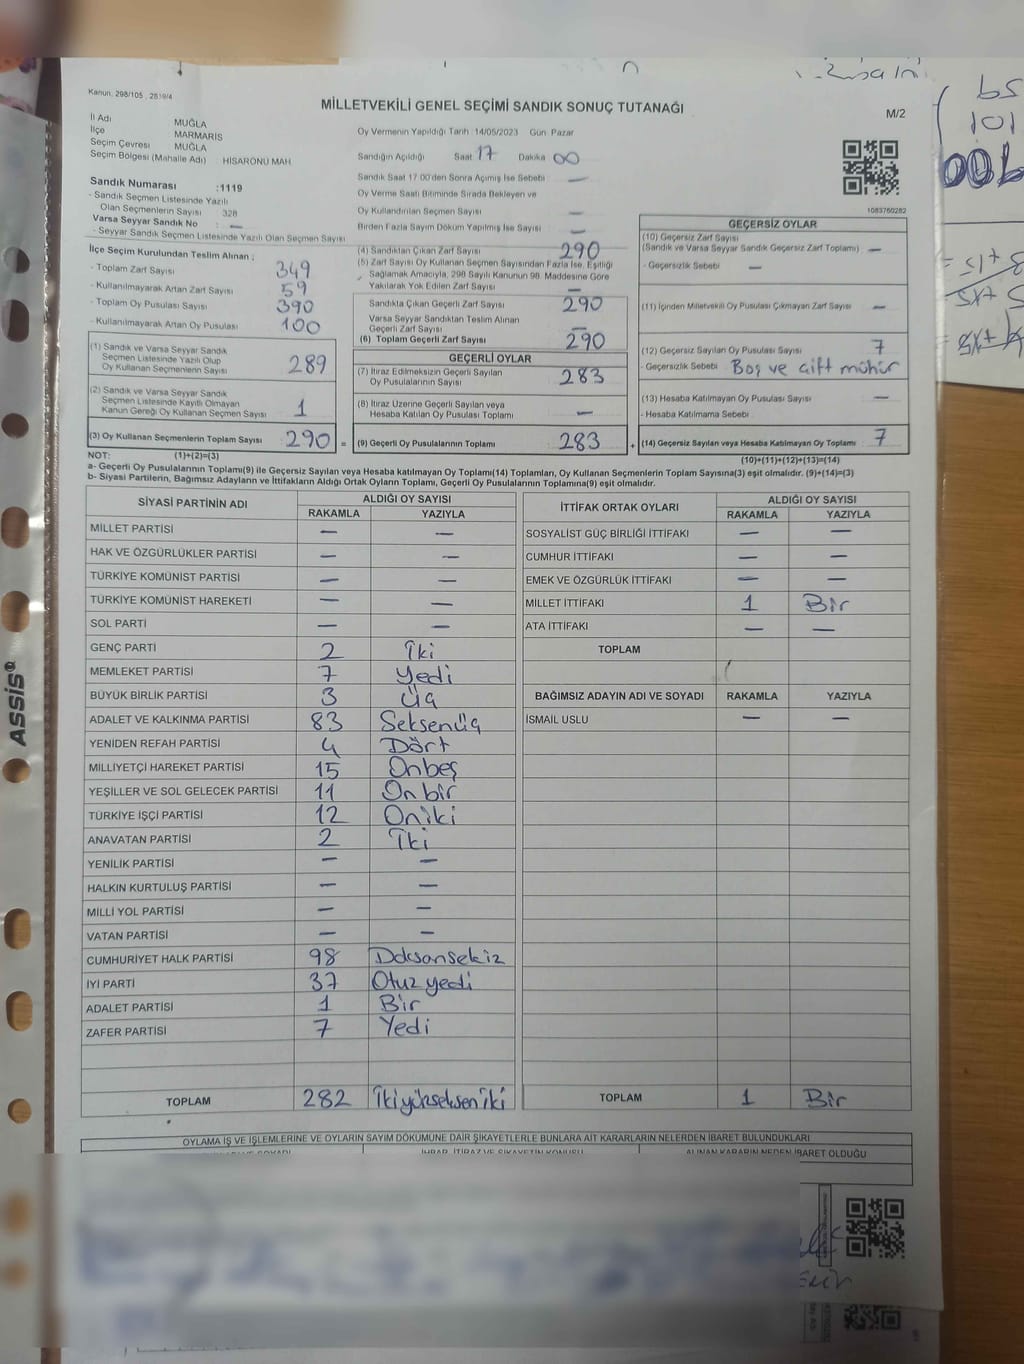 Kanun, 298/105 , 2839/4
MİLLETVEKİLİ GENEL SEÇİMİ SANDIK SONUÇ TUTANAĞI
M/2
İl Adı MUĞLA
İlçe MARMARİS
Seçim Çevresi MUĞLA
Seçim Bölgesi (Mahalle Adı) : HİSARÖNÜ MAH
Oy Vermenin Yapıldığı Tarih : 14/05/2023 Gün Pazar
Sandığın Açıldığı Saat 17 Dakika 00
Sandık Saat 17 00'den Sonra Açımış İse Sebebi —
Oy Verme Saati Bitiminde Sırada Bekleyen ve
Oy Kullandırılan Seçmen Sayısı —
Birden Fazla Sayım Döküm Yapılmış İse Sayısı —
1083760282
Sandık Numarası :1119
- Sandık Seçmen Listesinde Yazılı
Olan Seçmenlerin Sayısı : 328
Varsa Seyyar Sandık No : —
- Seyyar Sandık Seçmen Listesinde Yazılı Olan Seçmen Sayısı
İlçe Seçim Kurulundan Teslim Alınan ;
- Toplam Zarf Sayısı 349
- Kullanılmayarak Artan Zarf Sayısı 59
- Toplam Oy Pusulası Sayısı 390
- Kullanılmayarak Artan Oy Pusulası 100
(1) Sandık ve Varsa Seyyar Sandık
Seçmen Listesinde Yazılı Olup
Oy Kullanan Seçmenlerin Sayısı 289
(2) Sandık ve Varsa Seyyar Sandık
Seçmen Listesinde Kayıtlı Olmayan
Kanun Gereği Oy Kullanan Seçmen Sayısı 1
(3) Oy Kullanan Seçmenlerin Toplam Sayısı 290 =
(4) Sandıktan Çıkan Zarf Sayısı 290
(5) Zarf Sayısı Oy Kullanan Seçmen Sayısından Fazla İse, Eşitliği
Sağlamak Amacıyla, 298 Sayılı Kanunun 98. Maddesine Göre
Yakılarak Yok Edilen Zarf Sayısı —
Sandıkta Çıkan Geçerli Zarf Sayısı 290
Varsa Seyyar Sandıktan Teslim Alınan
Geçerli Zarf Sayısı —
(6) Toplam Geçerli Zarf Sayısı 290
GEÇERLİ OYLAR
(7) İtiraz Edilmeksizin Geçerli Sayılan
Oy Pusulalarının Sayısı 283
(8) İtiraz Üzerine Geçerli Sayılan veya
Hesaba Katılan Oy Pusulası Toplamı —
(9) Geçerli Oy Pusulalarının Toplamı 283 +
GEÇERSİZ OYLAR
(10) Geçersiz Zarf Sayısı
(Sandık ve Varsa Seyyar Sandık Geçersiz Zarf Toplamı) —
- Geçersizlik Sebebi : —
(11) İçinden Milletvekili Oy Pusulası Çıkmayan Zarf Sayısı —
(12) Geçersiz Sayılan Oy Pusulası Sayısı 7
- Geçersizlik Sebebi : Boş ve çift mühür
(13) Hesaba Katılmayan Oy Pusulası Sayısı —
- Hesaba Katılmama Sebebi :
(14) Geçersiz Sayılan veya Hesaba Katılmayan Oy Toplamı 7
NOT: (1)+(2)=(3)
(10)+(11)+(12)+(13)=(14)
a- Geçerli Oy Pusulalarının Toplamı(9) ile Geçersiz Sayılan veya Hesaba katılmayan Oy Toplamı(14) Toplamları, Oy Kullanan Seçmenlerin Toplam Sayısına(3) eşit olmalıdır. (9)+(14)=(3)
b- Siyasi Partilerin, Bağımsız Adayların ve İttifakların Aldığı Ortak Oyların Toplamı, Geçerli Oy Pusulalarının Toplamına(9) eşit olmalıdır.
SİYASİ PARTİNİN ADI ALDIĞI OY SAYISI
RAKAMLA YAZIYLA
MİLLET PARTİSİ — —
HAK VE ÖZGÜRLÜKLER PARTİSİ — —
TÜRKİYE KOMÜNİST PARTİSİ — —
TÜRKİYE KOMÜNİST HAREKETİ — —
SOL PARTİ — —
GENÇ PARTİ 2 İki
MEMLEKET PARTİSİ 7 Yedi
BÜYÜK BİRLİK PARTİSİ 3 Üç
ADALET VE KALKINMA PARTİSİ 83 Seksenüç
YENİDEN REFAH PARTİSİ 4 Dört
MİLLİYETÇİ HAREKET PARTİSİ 15 Onbeş
YEŞİLLER VE SOL GELECEK PARTİSİ 11 On bir
TÜRKİYE İŞÇİ PARTİSİ 12 Oniki
ANAVATAN PARTİSİ 2 İki
YENİLİK PARTİSİ — —
HALKIN KURTULUŞ PARTİSİ — —
MİLLİ YOL PARTİSİ — —
VATAN PARTİSİ — —
CUMHURİYET HALK PARTİSİ 98 Doksansekiz
İYİ PARTİ 37 Otuz yedi
ADALET PARTİSİ 1 Bir
ZAFER PARTİSİ 7 Yedi
TOPLAM 282 İkiyükseksen iki
İTTİFAK ORTAK OYLARI ALDIĞI OY SAYISI
RAKAMLA YAZIYLA
SOSYALİST GÜÇ BİRLİĞİ İTTİFAKI — —
CUMHUR İTTİFAKI — —
EMEK VE ÖZGÜRLÜK İTTİFAKI — —
MİLLET İTTİFAKI 1 Bir
ATA İTTİFAKI — —
TOPLAM
BAĞIMSIZ ADAYIN ADI VE SOYADI RAKAMLA YAZIYLA
İSMAİL USLU — —
TOPLAM 1 Bir
OYLAMA İŞ VE İŞLEMLERİNE VE OYLARIN SAYIM DÖKÜMÜNE DAİR ŞİKAYETLERLE BUNLARA AİT KARARLARIN NELERDEN İBARET BULUNDUKLARI
İHBAR, İTİRAZ VE ŞİKAYETİN KONUSU
ALINAN KARARIN NEDEN İBARET OLDUĞU
ASSİS®